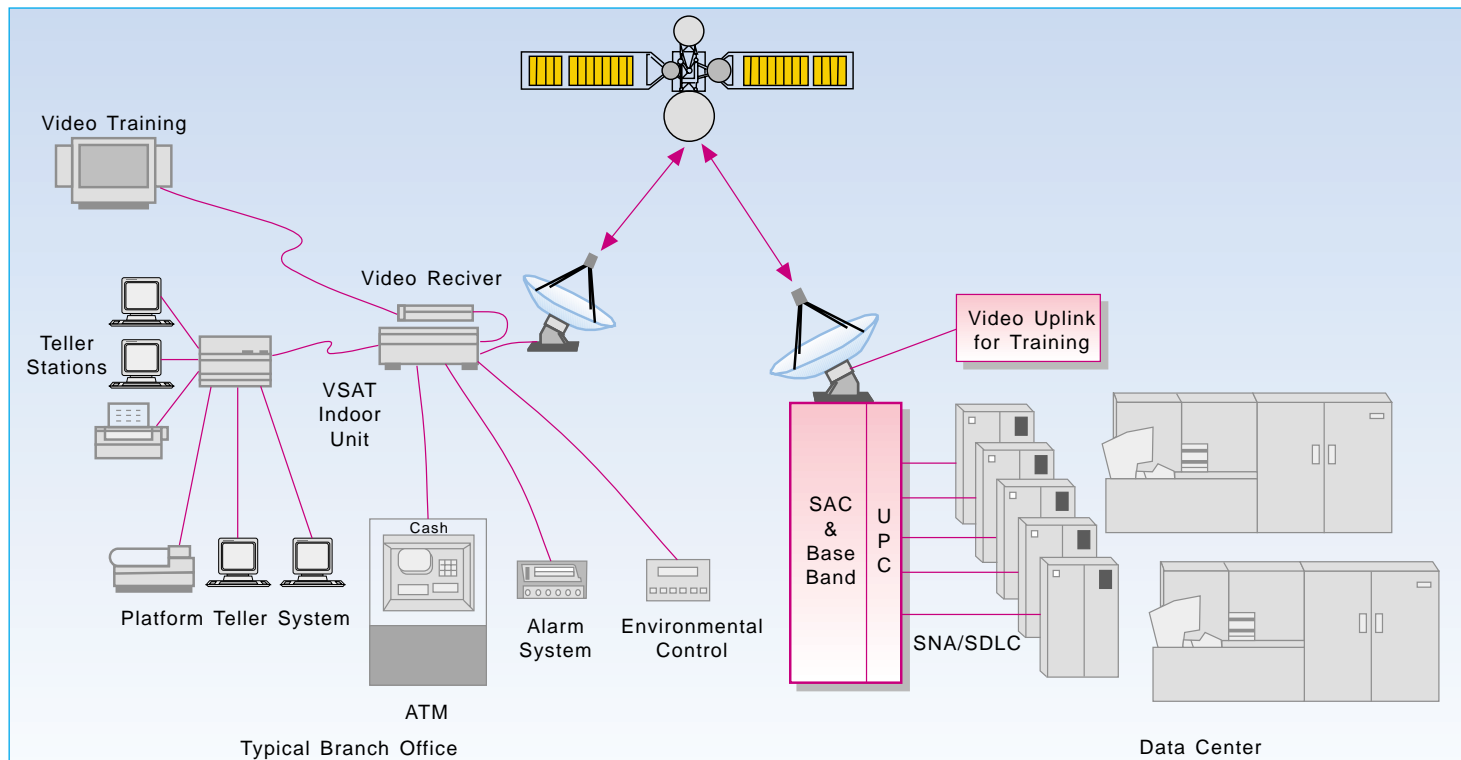 Video Training
Video Reciver
Teller
Stations
VSAT
Indoor
Unit
Video Uplink
for Training
SAC
&
Base
Band
U
P
C
Cash
Platform Teller System
Alarm
System
Environmental
Control
SNA/SDLC
ATM
Typical Branch Office
Data Center